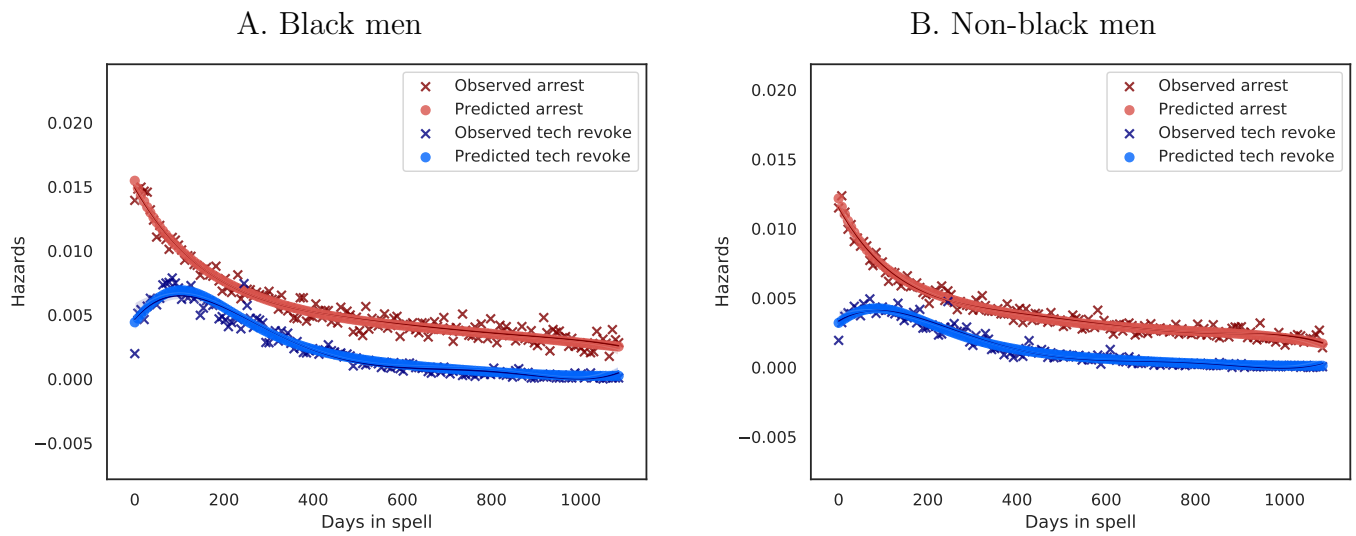 A. Black men
Observed arrest
Predicted arrest
Observed tech revoke
Predicted tech revoke
0.020
0.015
0.010
0.005
0.000
−0.005
Hazards
0 200 400 600 800 1000
Days in spell
B. Non-black men
Observed arrest
Predicted arrest
Observed tech revoke
Predicted tech revoke
0.020
0.015
0.010
0.005
0.000
−0.005
Hazards
0 200 400 600 800 1000
Days in spell